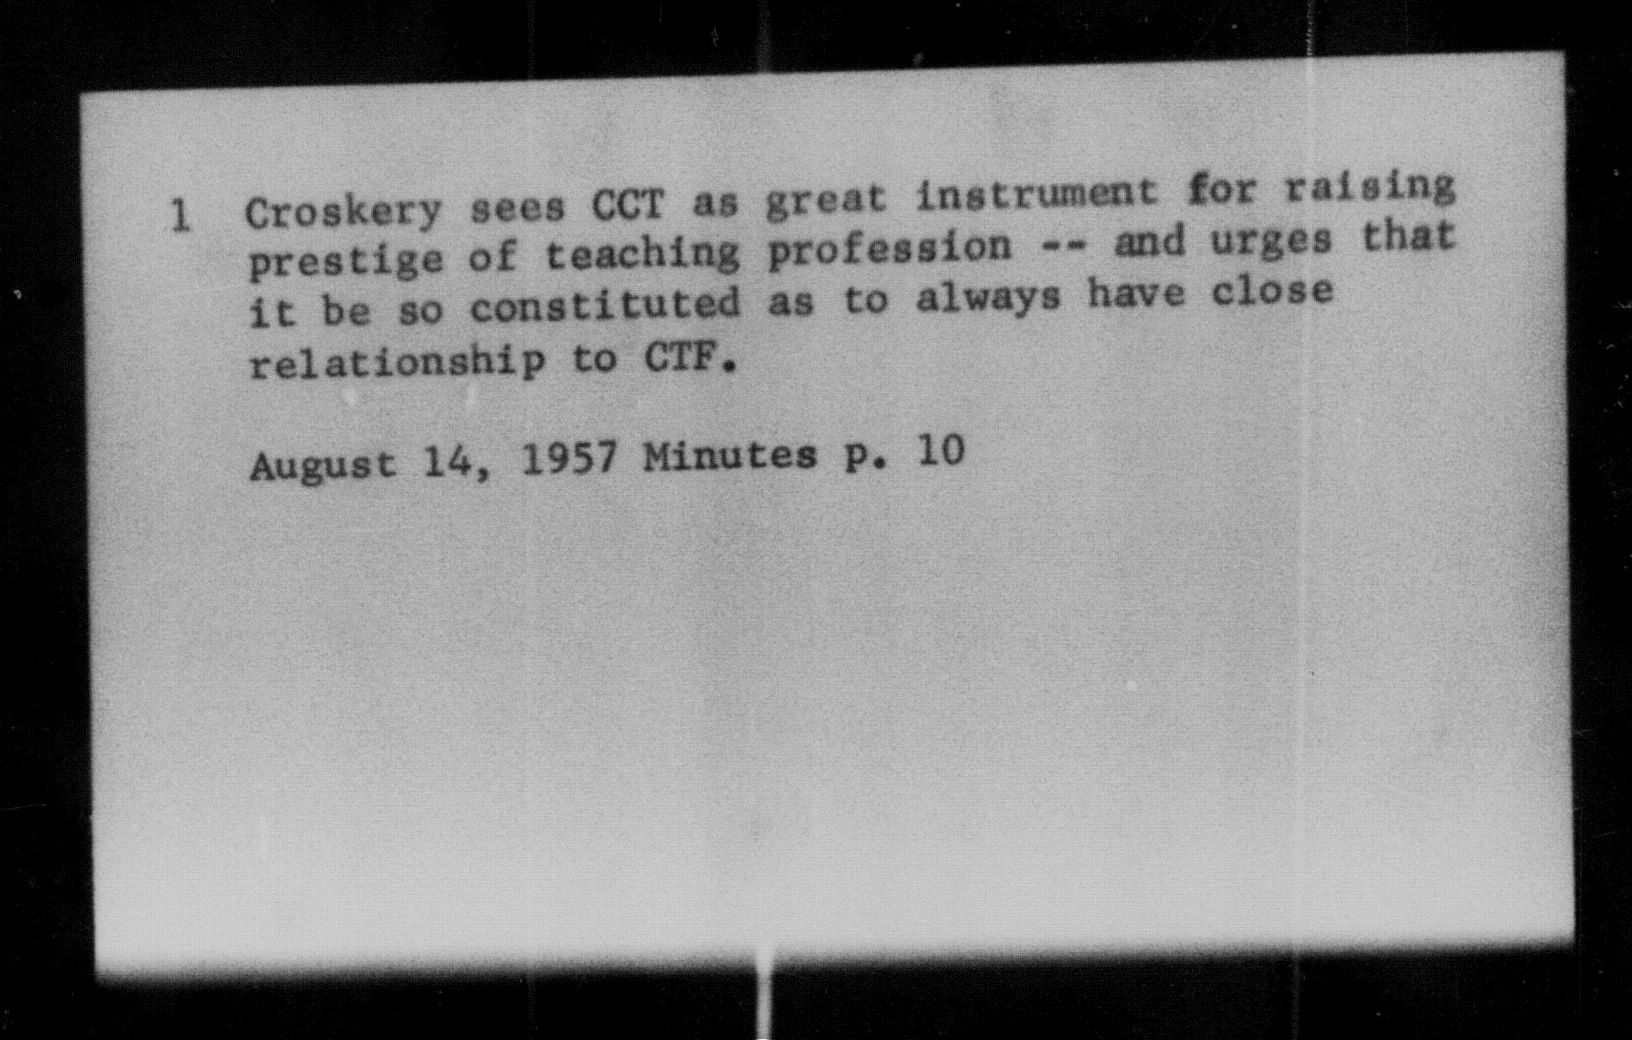 1 Croskery sees CCT as great instrument for raising
prestige of teaching profession -- and urges that
it be so constituted as to always have close
relationship to CTF.
August 14, 1957 Minutes p. 10